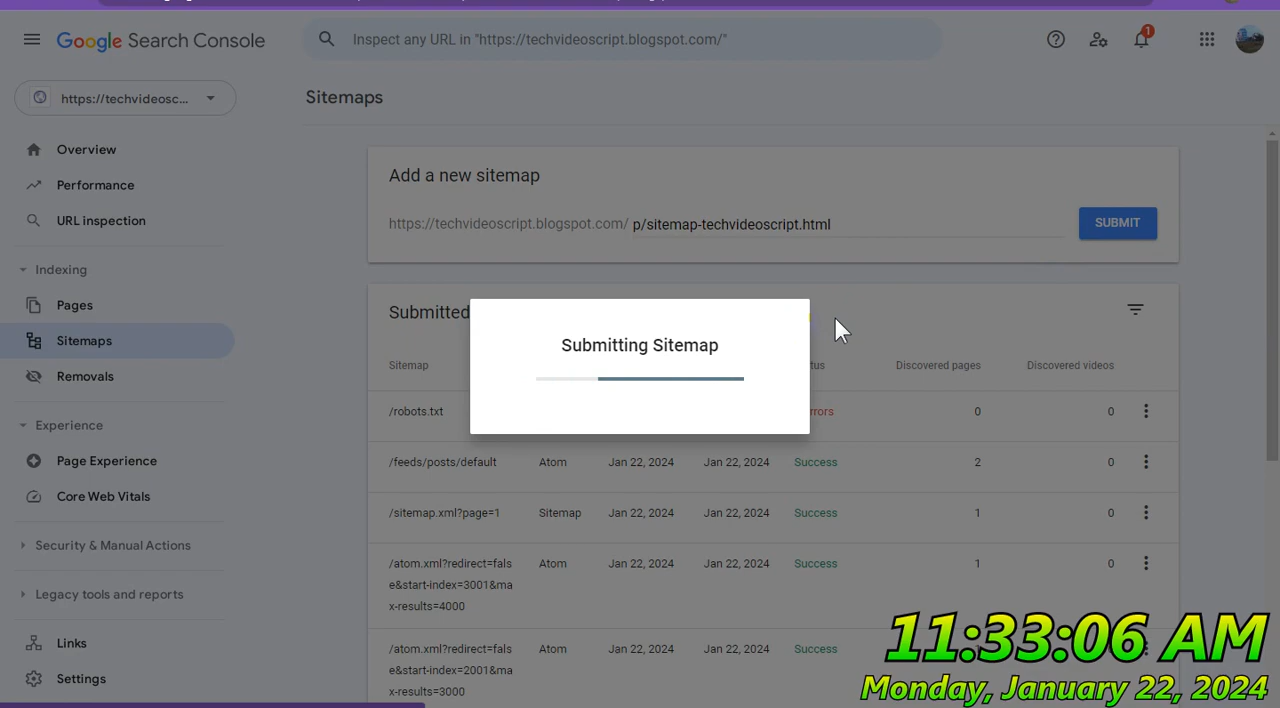 Google Search Console
Inspect any URL in "https://techvideoscript.blogspot.com/"
1
https://techvideosc...
Sitemaps
Overview
Performance
URL inspection
Indexing
Pages
Sitemaps
Removals
Experience
Page Experience
Core Web Vitals
Security & Manual Actions
Legacy tools and reports
Links
Settings
Add a new sitemap
https://techvideoscript.blogspot.com/ p/sitemap-techvideoscript.html
SUBMIT
Submitted
Submitting Sitemap
Sitemap Discovered pages Discovered videos
/robots.txt 0 0
/feeds/posts/default Atom Jan 22, 2024 Jan 22, 2024 Success 2 0
/sitemap.xml?page=1 Sitemap Jan 22, 2024 Jan 22, 2024 Success 1 0
/atom.xml?redirect=fals Atom Jan 22, 2024 Jan 22, 2024 Success 1 0
e&start-index=3001&ma
x-results=4000
/atom.xml?redirect=fals Atom Jan 22, 2024 Jan 22, 2024 Success
e&start-index=2001&ma
x-results=3000
11:33:06 AM
Monday, January 22, 2024